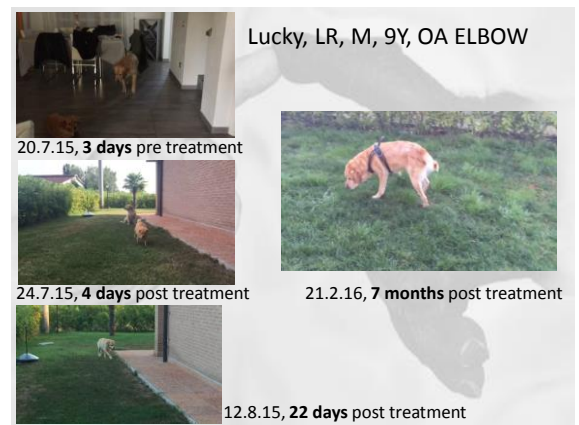 Lucky, LR, M, 9Y, OA ELBOW
20.7.15, 3 days pre treatment
24.7.15, 4 days post treatment
21.2.16, 7 months post treatment
12.8.15, 22 days post treatment